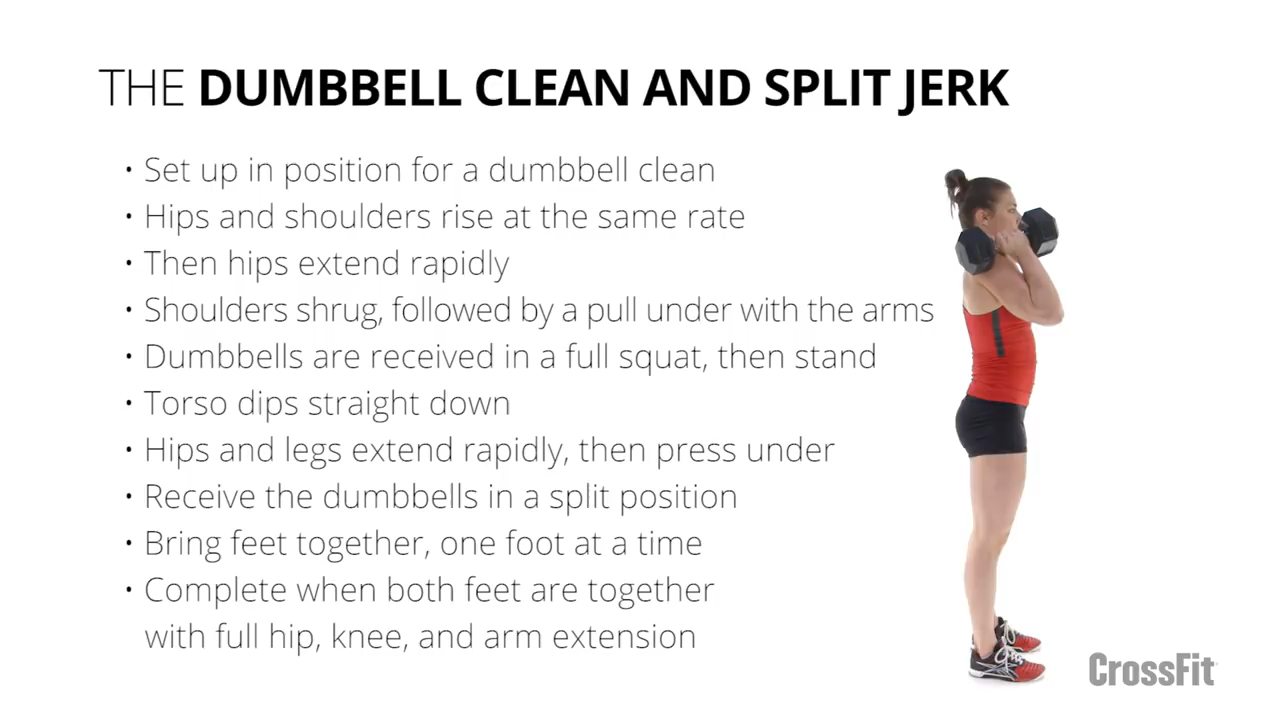 THE DUMBBELL CLEAN AND SPLIT JERK
• Set up in position for a dumbbell clean
• Hips and shoulders rise at the same rate
• Then hips extend rapidly
• Shoulders shrug, followed by a pull under with the arms
• Dumbbells are received in a full squat, then stand
• Torso dips straight down
• Hips and legs extend rapidly, then press under
• Receive the dumbbells in a split position
• Bring feet together, one foot at a time
• Complete when both feet are together
with full hip, knee, and arm extension
CrossFit